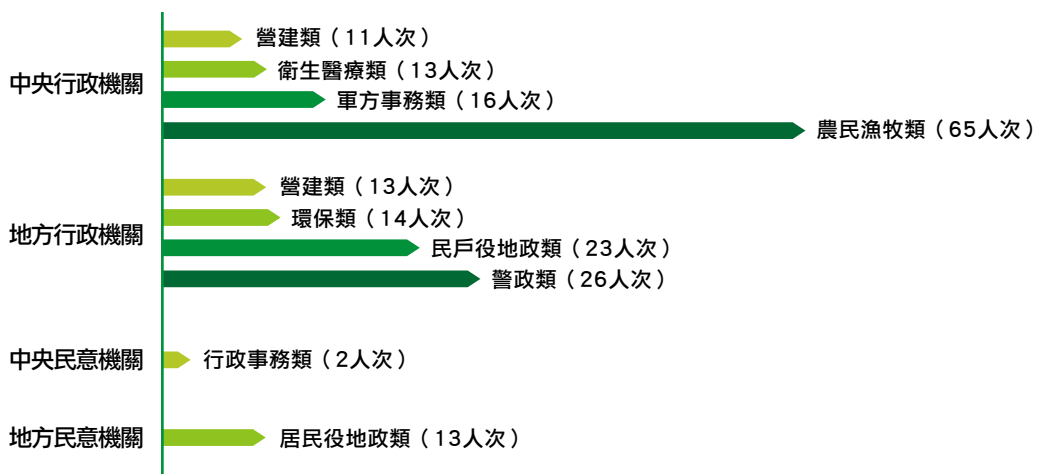 營建類（11人次）
衛生醫療類（13人次）
中央行政機關
軍方事務類（16人次）
農民漁牧類（65人次）
營建類（13人次）
環保類（14人次）
地方行政機關
民戶役地政類（23人次）
警政類（26人次）
中央民意機關
行政事務類（2人次）
地方民意機關
居民役地政類（13人次）